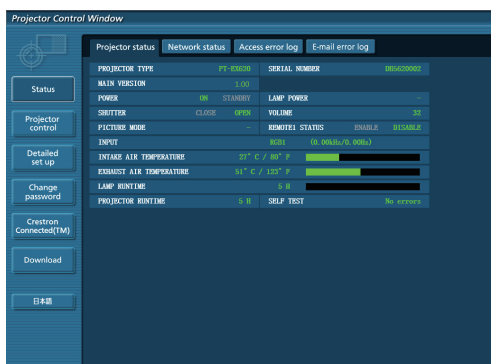 Projector Control Window
Projector status Network status Access error log E-mail error log
PROJECTOR TYPE PT-EX620 SERIAL NUMBER DH5620002
MAIN VERSION 1.00
POWER ON STANDBY LAMP POWER -
SHUTTER CLOSE OPEN VOLUME 32
PICTURE MODE - REMOTE1 STATUS ENABLE DISABLE
INPUT RGB1 (0.00kHz/0.00Hz)
INTAKE AIR TEMPERATURE 27° C / 80° F
EXHAUST AIR TEMPERATURE 51° C / 123° F
LAMP RUNTIME 5 H
PROJECTOR RUNTIME 5 H SELF TEST No errors
Status
Projector
control
Detailed
set up
Change
password
Crestron
Connected(TM)
Download
日本語